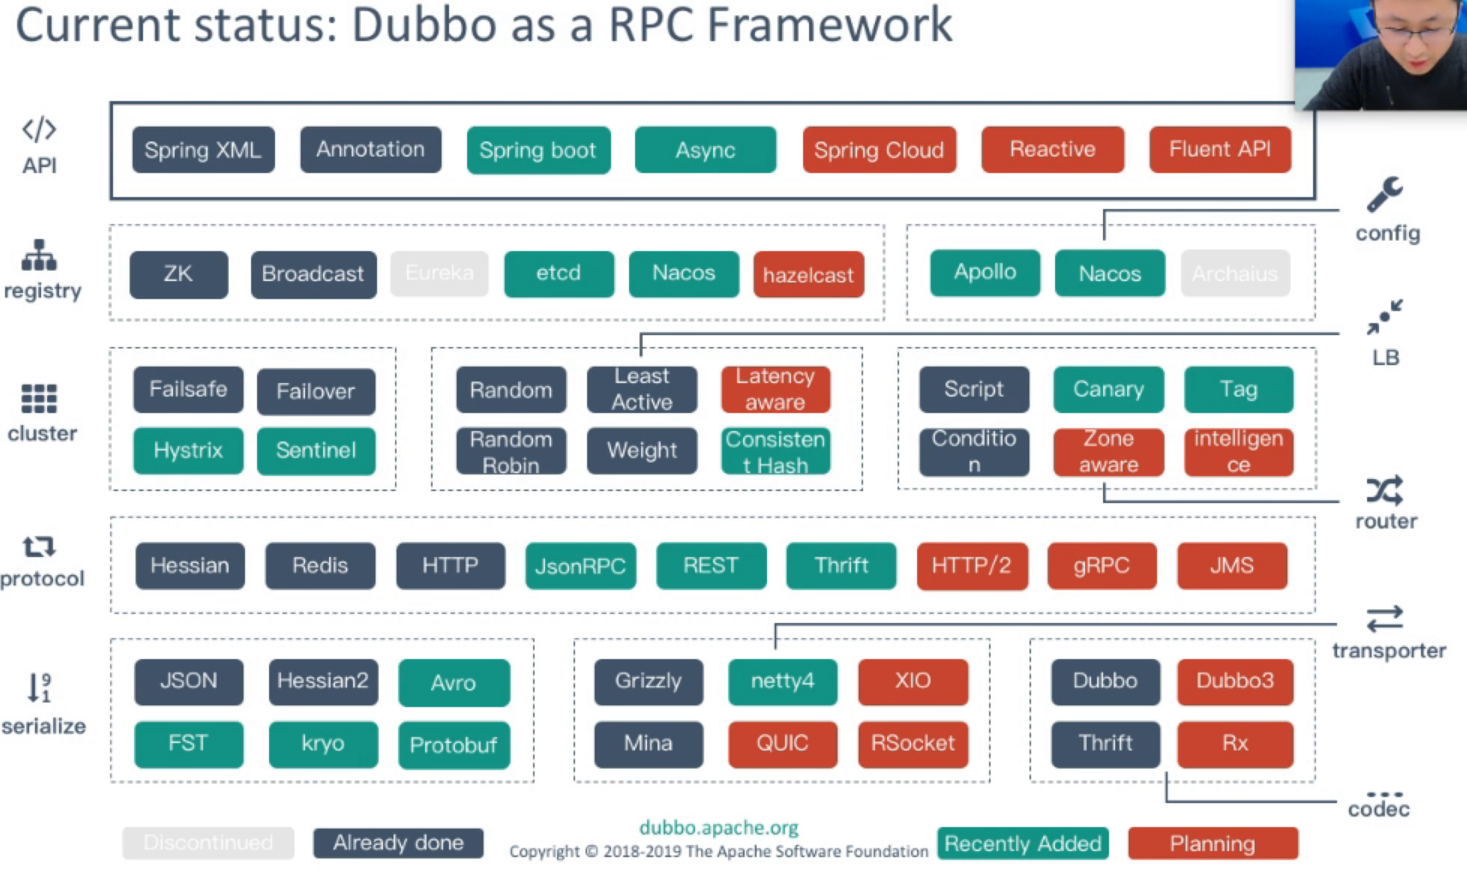 Current status: Dubbo as a RPC Framework
API
Spring XML
Annotation
Spring boot
Async
Spring Cloud
Reactive
Fluent API
config
registry
ZK
Broadcast
Eureka
etcd
Nacos
hazelcast
Apollo
Nacos
Archaius
LB
cluster
Failsafe
Failover
Hystrix
Sentinel
Random
Least
Active
Latency
aware
Random
Robin
Weight
Consisten
t Hash
Script
Canary
Tag
Conditio
n
Zone
aware
intelligen
ce
router
protocol
Hessian
Redis
HTTP
JsonRPC
REST
Thrift
HTTP/2
gRPC
JMS
transporter
serialize
JSON
Hessian2
Avro
FST
kryo
Protobuf
Grizzly
netty4
XIO
Mina
QUIC
RSocket
Dubbo
Dubbo3
Thrift
Rx
codec
Discontinued
Already done
dubbo.apache.org
Copyright © 2018-2019 The Apache Software Foundation
Recently Added
Planning